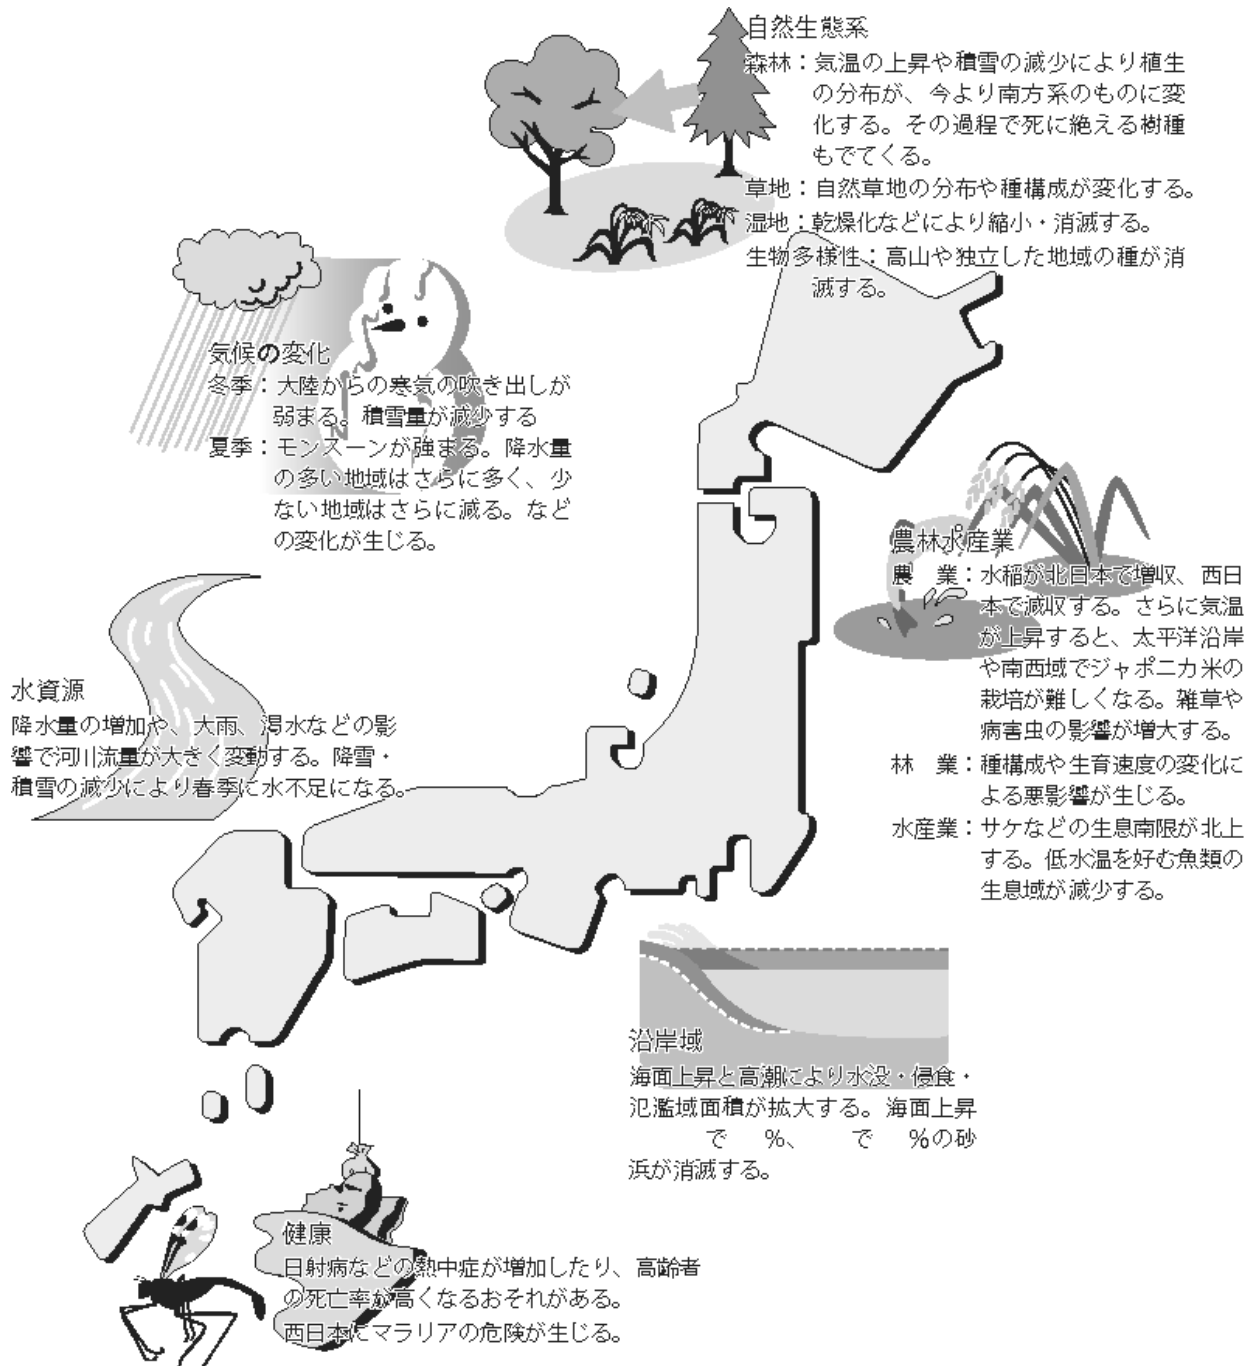 自然生態系
森林：気温の上昇や積雪の減少により植生
の分布が、今より南方系のものに変
化する。その過程で死に絶える樹種
もでてくる。
草地：自然草地の分布や種構成が変化する。
湿地：乾燥化などにより縮小・消滅する。
生物多様性：高山や独立した地域の種が消
滅する。
気候の変化
冬季：大陸からの寒気の吹き出しが
弱まる。積雪量が減少する
夏季：モンスーンが強まる。降水量
の多い地域はさらに多く、少
ない地域はさらに減る。など
の変化が生じる。
農林水産業
農　業：水稲が北日本で増収、西日
本で減収する。さらに気温
が上昇すると、太平洋沿岸
や南西域でジャポニカ米の
栽培が難しくなる。雑草や
病害虫の影響が増大する。
林　業：種構成や生育速度の変化に
よる悪影響が生じる。
水産業：サケなどの生息南限が北上
する。低水温を好む魚類の
生息域が減少する。
水資源
降水量の増加や、大雨、渇水などの影
響で河川流量が大きく変動する。降雪・
積雪の減少により春季に水不足になる。
沿岸域
海面上昇と高潮により水没・侵食・
氾濫域面積が拡大する。海面上昇
で　%、　で　%の砂
浜が消滅する。
健康
日射病などの熱中症が増加したり、高齢者
の死亡率が高くなるおそれがある。
西日本にマラリアの危険が生じる。